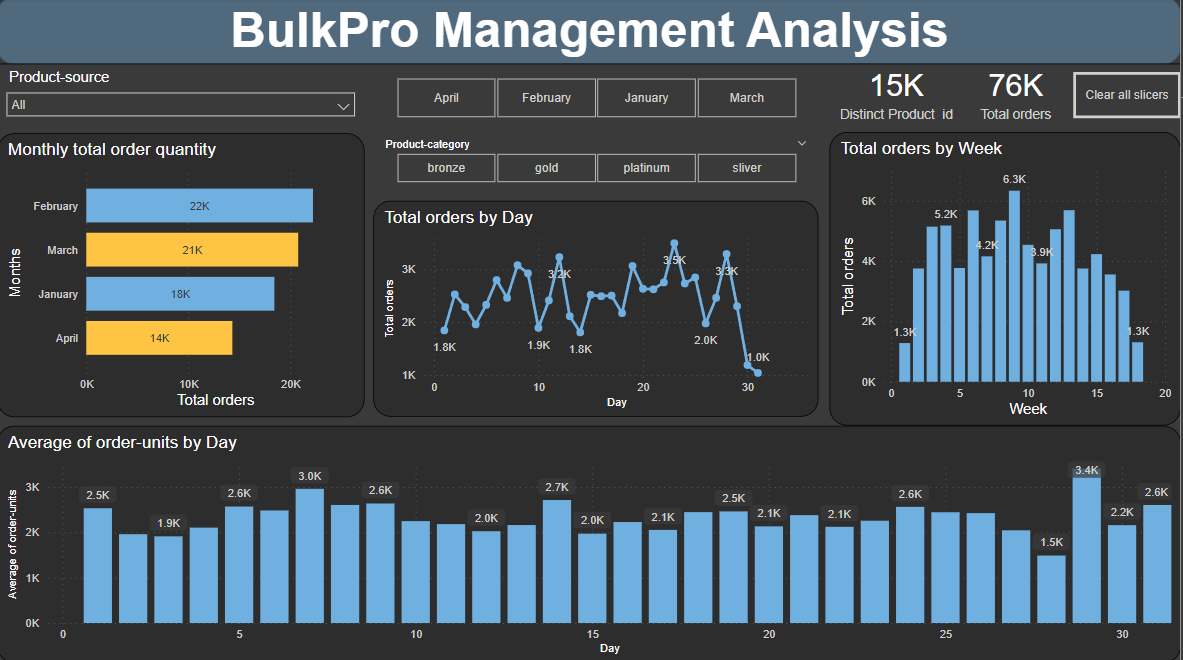 BulkPro Management Analysis
Product-source
All
April
February
January
March
15K
Distinct Product_id
76K
Total orders
Clear all slicers
Product-category
bronze
gold
platinum
sliver
Monthly total order quantity
Months
February
22K
March
21K
January
18K
April
14K
0K 10K 20K
Total orders
Total orders by Day
Total orders
3K
2K
1K
1.8K
1.9K
3.2K
1.8K
3.5K
2.0K
3.3K
1.0K
0 10 20 30
Day
Total orders by Week
Total orders
6K
4K
2K
0K
1.3K
5.2K
4.2K
6.3K
3.9K
1.3K
0 5 10 15 20
Week
Average of order-units by Day
Average of order-units
3K
2K
1K
0K
2.5K
1.9K
2.6K
3.0K
2.6K
2.0K
2.7K
2.0K
2.1K
2.5K
2.1K
2.1K
2.6K
1.5K
3.4K
2.2K
2.6K
0 5 10 15 20 25 30
Day